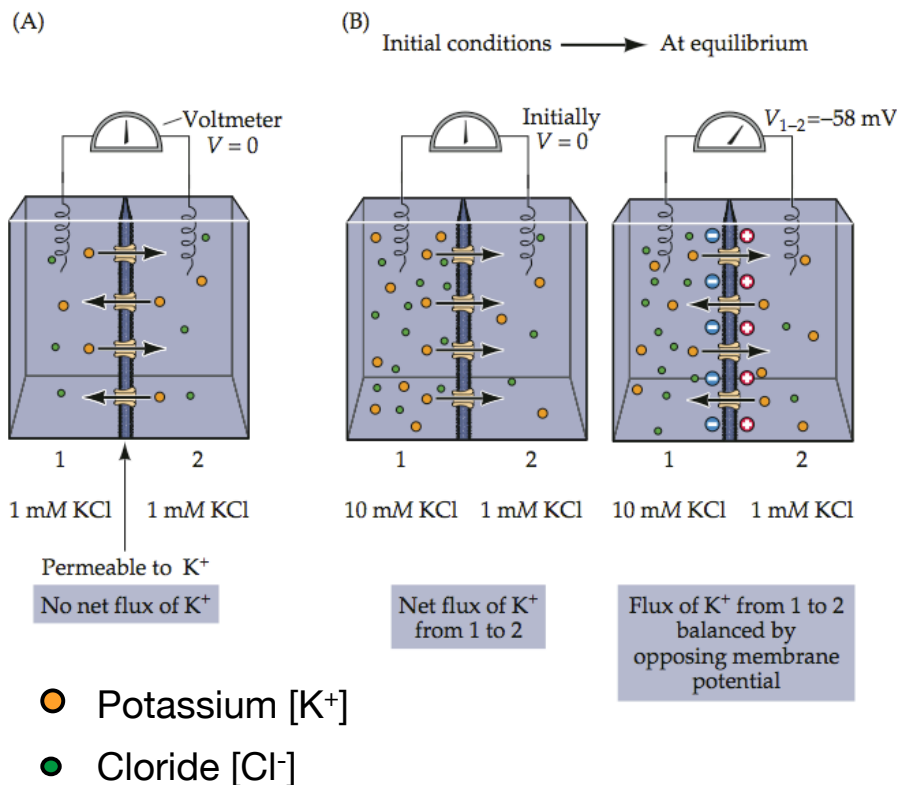 (A)
Voltmeter
V = 0
1
2
1 mM KCl
1 mM KCl
Permeable to K⁺
No net flux of K⁺
(B)
Initial conditions
At equilibrium
Initially
V = 0
1
2
10 mM KCl
1 mM KCl
Net flux of K⁺
from 1 to 2
V₁₋₂=–58 mV
1
2
10 mM KCl
1 mM KCl
Flux of K⁺ from 1 to 2
balanced by
opposing membrane
potential
Potassium [K⁺]
Cloride [Cl⁻]